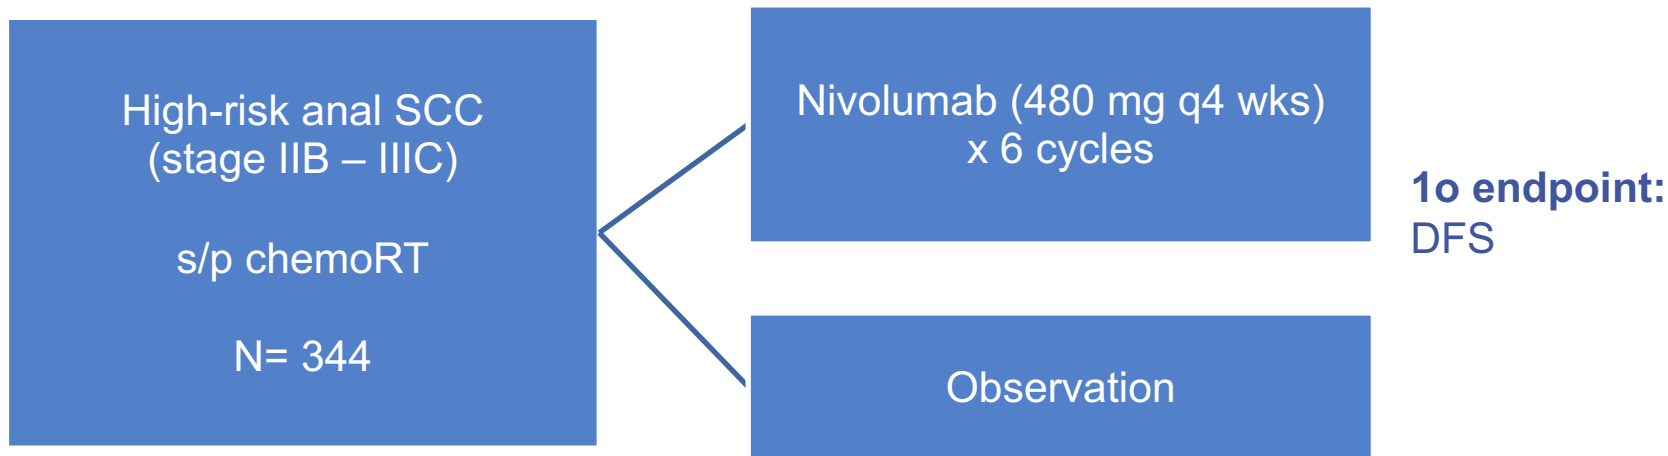 High-risk anal SCC
(stage IIB – IIIC)
s/p chemoRT
N= 344
Nivolumab (480 mg q4 wks)
x 6 cycles
Observation
1o endpoint:
DFS